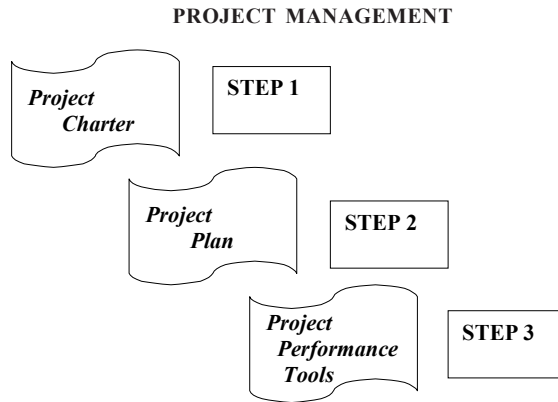 PROJECT MANAGEMENT
Project
Charter
STEP 1
Project
Plan
STEP 2
Project
Performance
Tools
STEP 3